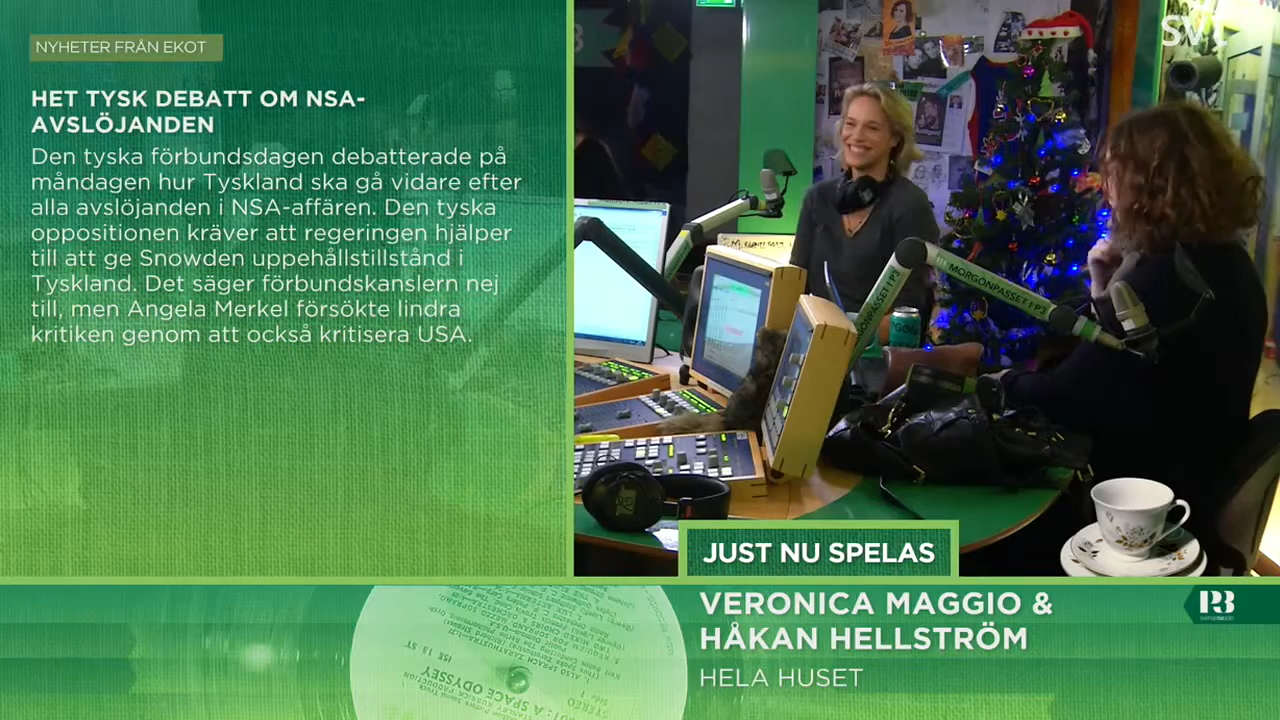 NYHETER FRÅN EKOT
HET TYSK DEBATT OM NSA-
AVSLÖJANDEN
Den tyska förbundsdagen debatterade på
måndagen hur Tyskland ska gå vidare efter
alla avslöjanden i NSA-affären. Den tyska
oppositionen kräver att regeringen hjälper
till att ge Snowden uppehållstillstånd i
Tyskland. Det säger förbundskanslern nej
till, men Angela Merkel försökte lindra
kritiken genom att också kritisera USA.
svt
MORGONPASSET I P3
JUST NU SPELAS
VERONICA MAGGIO &
HÅKAN HELLSTRÖM
HELA HUSET
P3
STEREO
A SPACE ODYSSEY